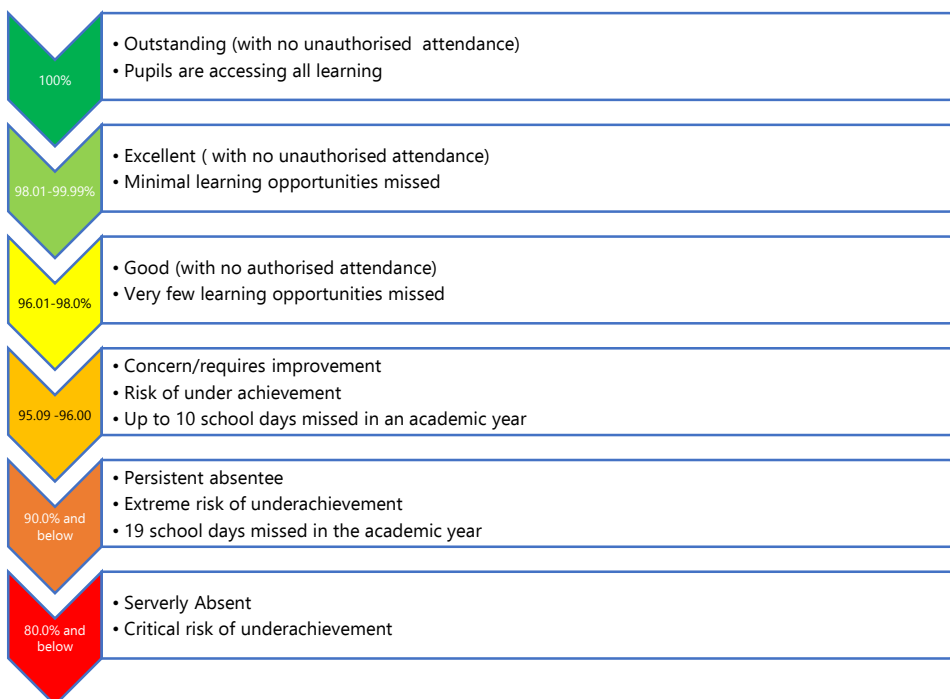 100%
• Outstanding (with no unauthorised  attendance)
• Pupils are accessing all learning
98.01-99.99%
• Excellent ( with no unauthorised attendance)
• Minimal learning opportunities missed
96.01-98.0%
• Good (with no authorised attendance)
• Very few learning opportunities missed
95.09 -96.00
• Concern/requires improvement
• Risk of under achievement
• Up to 10 school days missed in an academic year
90.0% and
below
• Persistent absentee
• Extreme risk of underachievement
• 19 school days missed in the academic year
80.0% and
below
• Serverly Absent
• Critical risk of underachievement